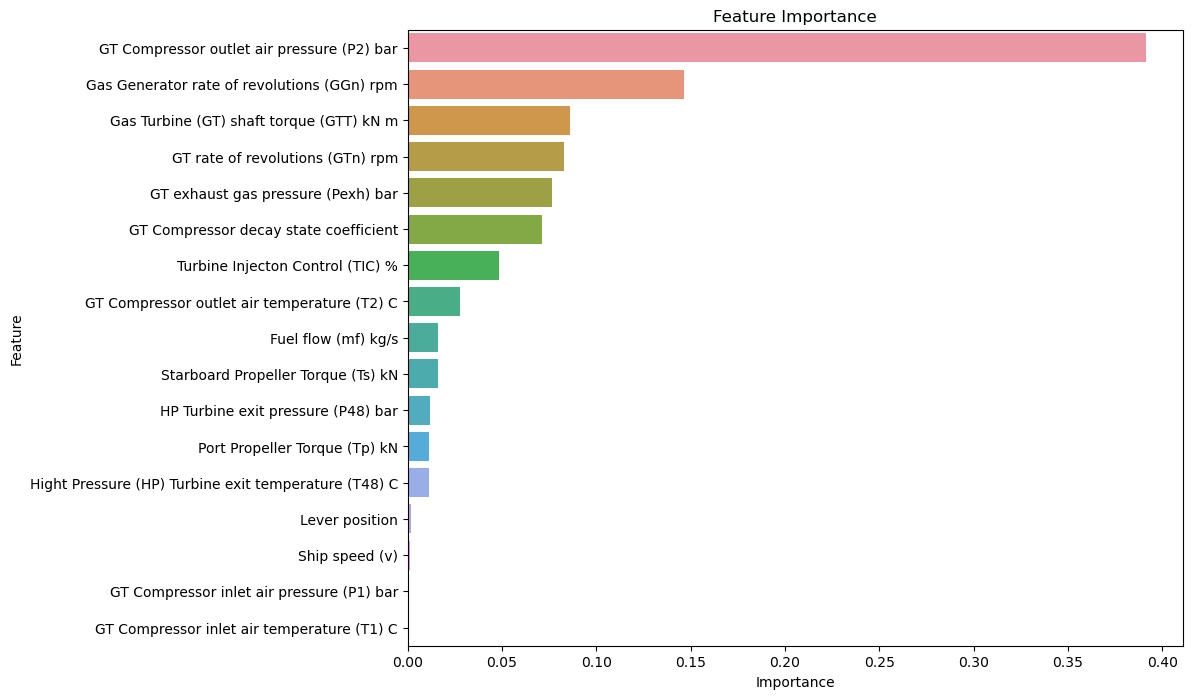 Feature Importance
GT Compressor outlet air pressure (P2) bar
Gas Generator rate of revolutions (GGn) rpm
Gas Turbine (GT) shaft torque (GTT) kN m
GT rate of revolutions (GTn) rpm
GT exhaust gas pressure (Pexh) bar
GT Compressor decay state coefficient
Turbine Injecton Control (TIC) %
GT Compressor outlet air temperature (T2) C
Fuel flow (mf) kg/s
Starboard Propeller Torque (Ts) kN
HP Turbine exit pressure (P48) bar
Port Propeller Torque (Tp) kN
Hight Pressure (HP) Turbine exit temperature (T48) C
Lever position
Ship speed (v)
GT Compressor inlet air pressure (P1) bar
GT Compressor inlet air temperature (T1) C
Feature
0.00 0.05 0.10 0.15 0.20 0.25 0.30 0.35 0.40
Importance